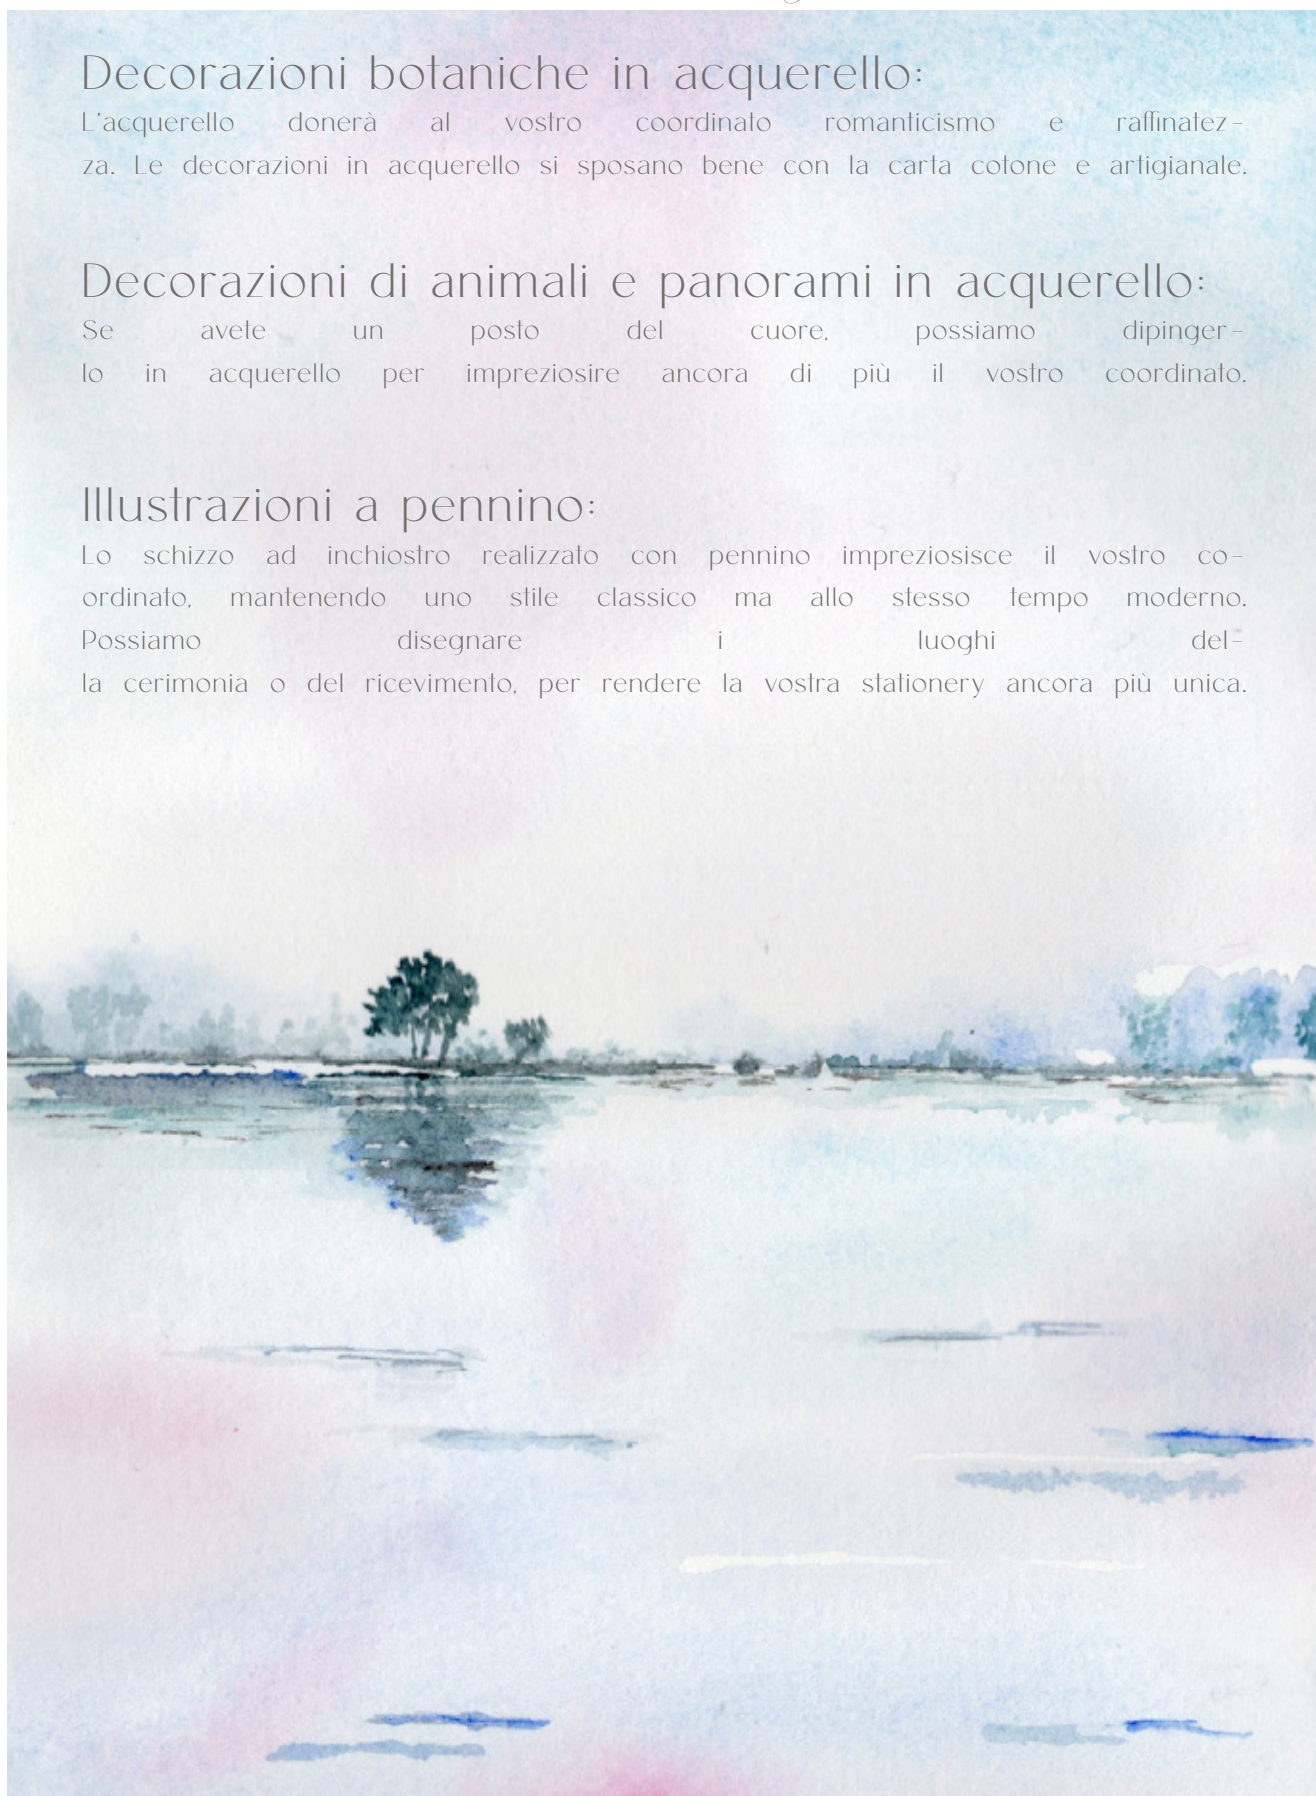 Decorazioni botaniche in acquerello:
L'acquerello donerà al vostro coordinato romanticismo e raffinatez-
za. Le decorazioni in acquerello si sposano bene con la carta cotone e artigianale.
Decorazioni di animali e panorami in acquerello:
Se avete un posto del cuore, possiamo dipinger-
lo in acquerello per impreziosire ancora di più il vostro coordinato.
Illustrazioni a pennino:
Lo schizzo ad inchiostro realizzato con pennino impreziosisce il vostro co-
ordinato, mantenendo uno stile classico ma allo stesso tempo moderno.
Possiamo disegnare i luoghi del-
la cerimonia o del ricevimento, per rendere la vostra stationery ancora più unica.